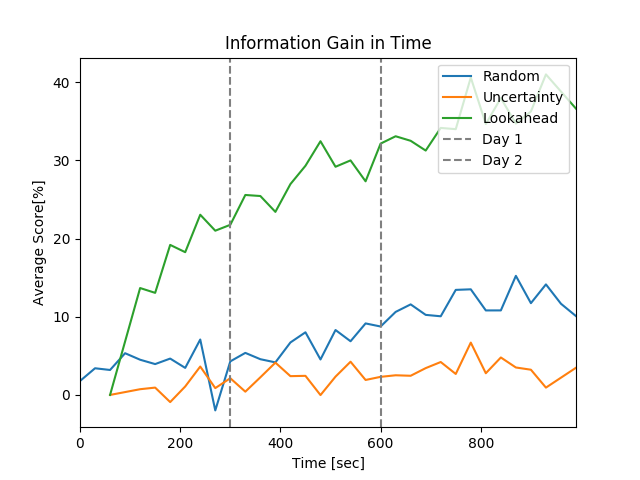 Information Gain in Time
Random
Uncertainty
Lookahead
Day 1
Day 2
Average Score[%]
40
30
20
10
0
0 200 400 600 800
Time [sec]